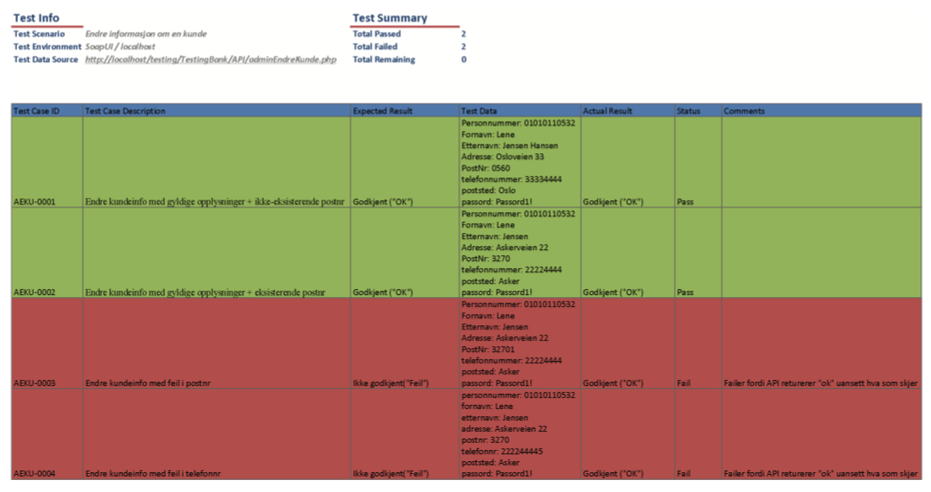 Test Info Test Summary
Test Scenario Endre informasjon om en kunde Total Passed 2
Test Environment SoapUI / localhost Total Failed 2
Test Data Source http://localhost/testing/TestingBank/API/adminEndreKunde.php Total Remaining 0
Test Case ID Test Case Description Expected Result Test Data Actual Result Status Comments
Personnummer: 01010110532
Fornavn: Lene
Etternavn: Jensen Hansen
Adresse: Osloveien 33
PostNr: 0560
telefonnummer: 33334444
poststed: Oslo
AEKU-0001 Endre kundeinfo med gyldige opplysninger + ikke-eksisterende postnr Godkjent ("OK") passord: Passord1! Godkjent ("OK") Pass
Personnummer: 01010110532
Fornavn: Lene
Etternavn: Jensen
Adresse: Askerveien 22
PostNr: 3270
telefonnummer: 22224444
poststed: Asker
AEKU-0002 Endre kundeinfo med gyldige opplysninger + eksisterende postnr Godkjent ("OK") passord: Passord1! Godkjent ("OK") Pass
Personnummer: 01010110532
Fornavn: Lene
Etternavn: Jensen
Adresse: Askerveien 22
PostNr: 32701
telefonnummer: 22224444
poststed: Asker
AEKU-0003 Endre kundeinfo med feil i postnr Ikke godkjent("Feil") passord: Passord1! Godkjent ("OK") Fail Failer fordi API returerer "ok" uansett hva som skjer
personnummer: 01010110532
fornavn: Lene
etternavn: Jensen
adresse: Askerveien 22
postnr: 3270
telefonnr: 222244445
poststed: Asker
AEKU-0004 Endre kundeinfo med feil i telefonnr Ikke godkjent("Feil") passord: Passord1! Godkjent ("OK") Fail Failer fordi API returerer "ok" uansett hva som skjer